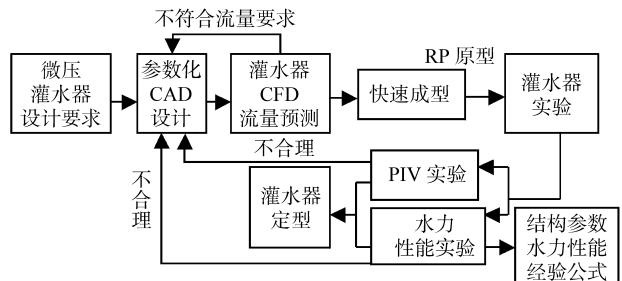 不符合流量要求
微压
灌水器
设计要求
参数化
CAD
设计
灌水器
CFD
流量预测
快速成型
RP 原型
灌水器
实验
不合理
PIV 实验
不
合
理
灌水器
定型
水力
性能实验
结构参数
水力性能
经验公式